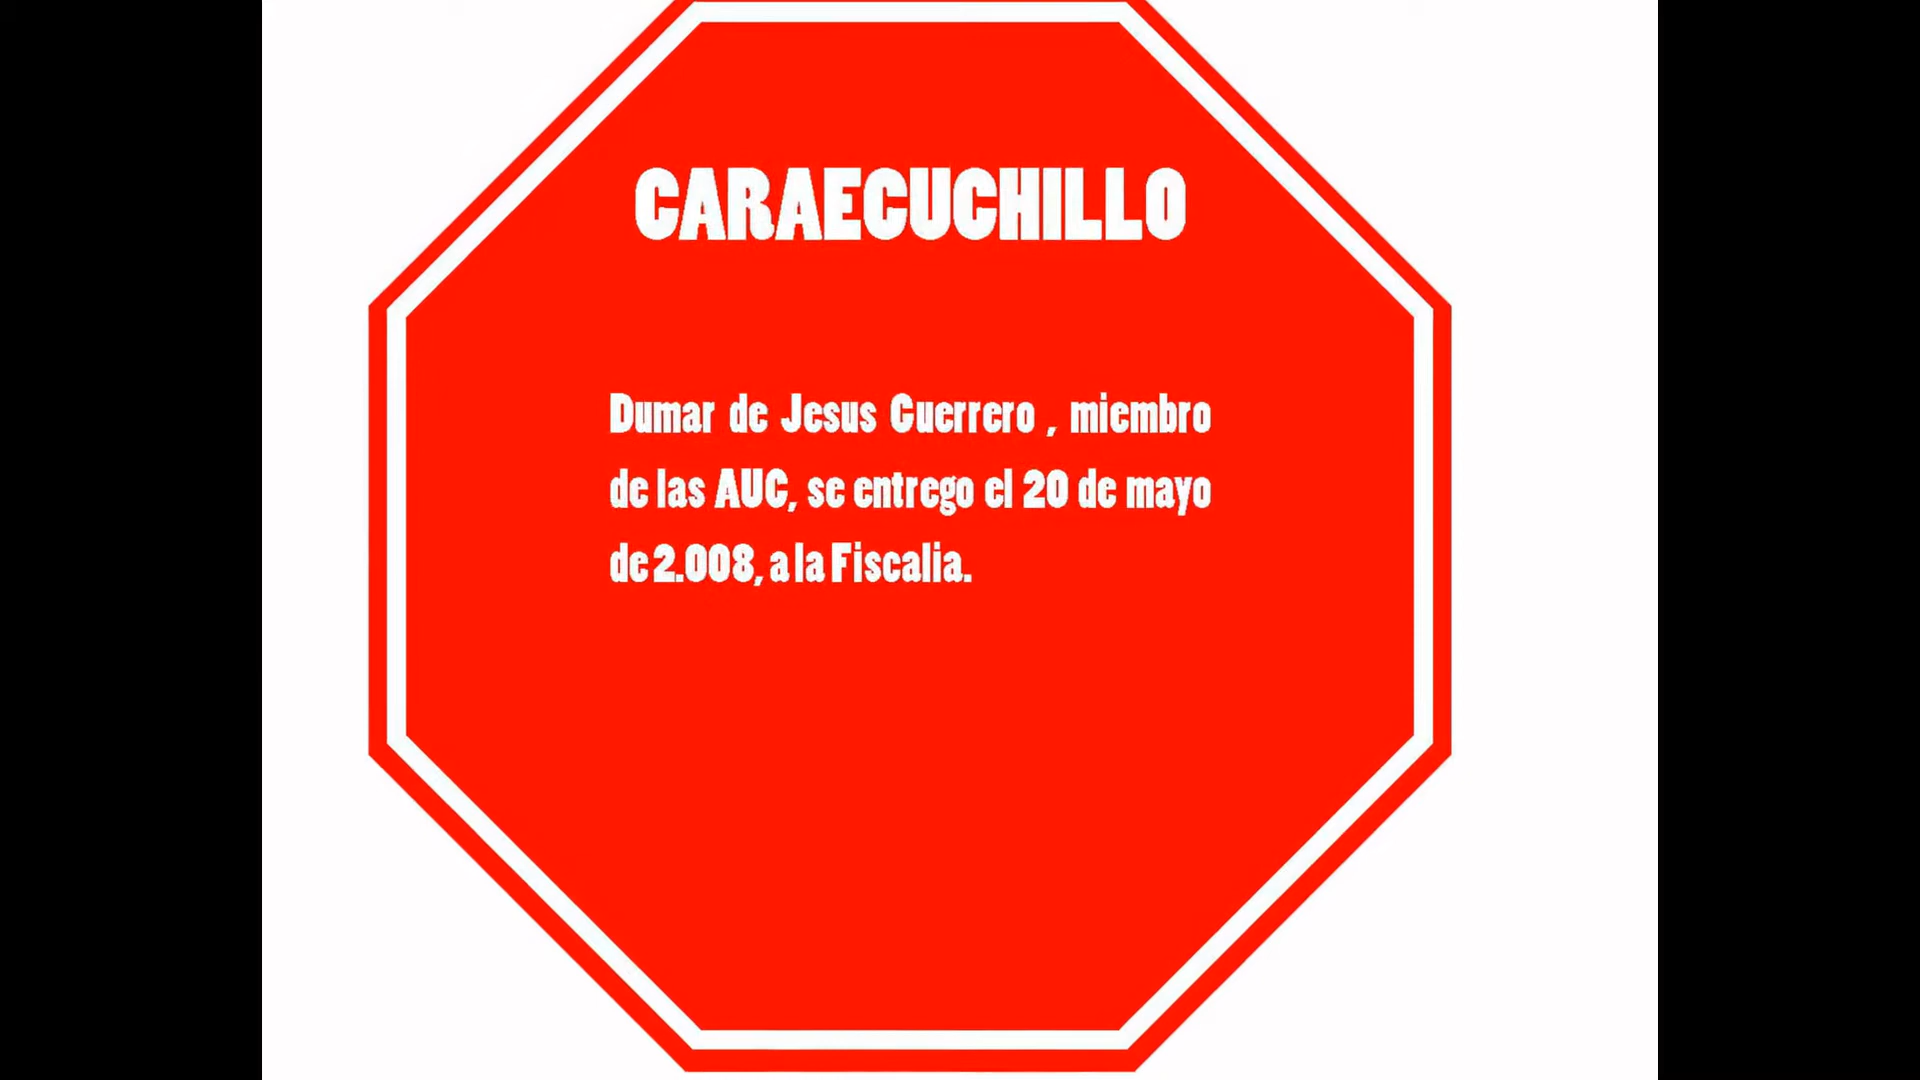 CARAECUCHILLO
Dumar de Jesus Guerrero , miembro
de las AUC, se entrego el 20 de mayo
de 2.008, a la Fiscalia.